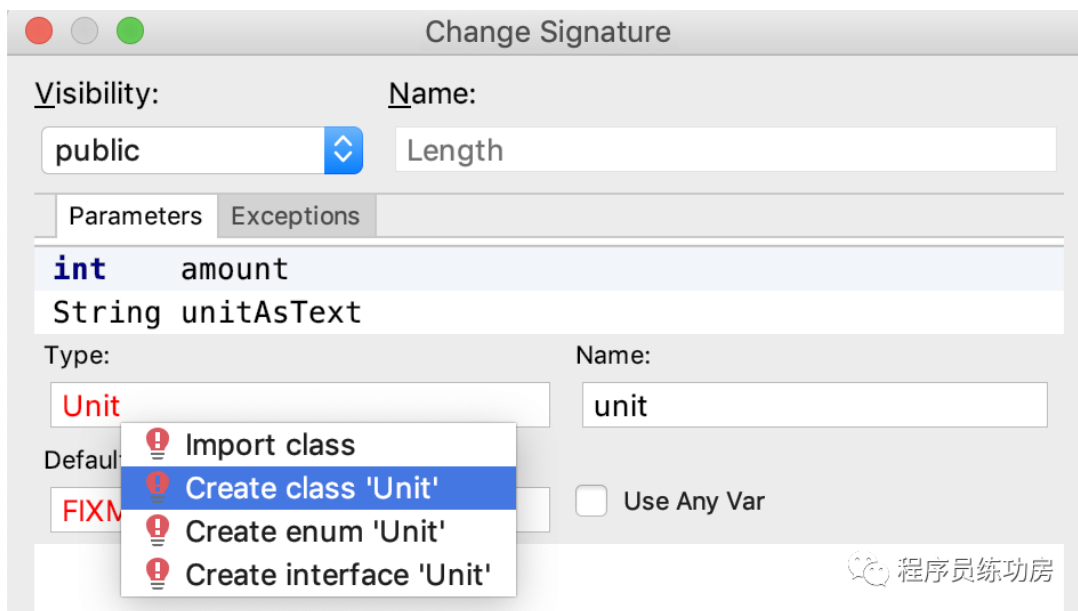 Change Signature
Visibility:
Name:
public
Length
Parameters
Exceptions
int amount
String unitAsText
Type:
Name:
Unit
unit
Import class
Create class 'Unit'
Use Any Var
Create enum 'Unit'
Create interface 'Unit'
程序员练功房